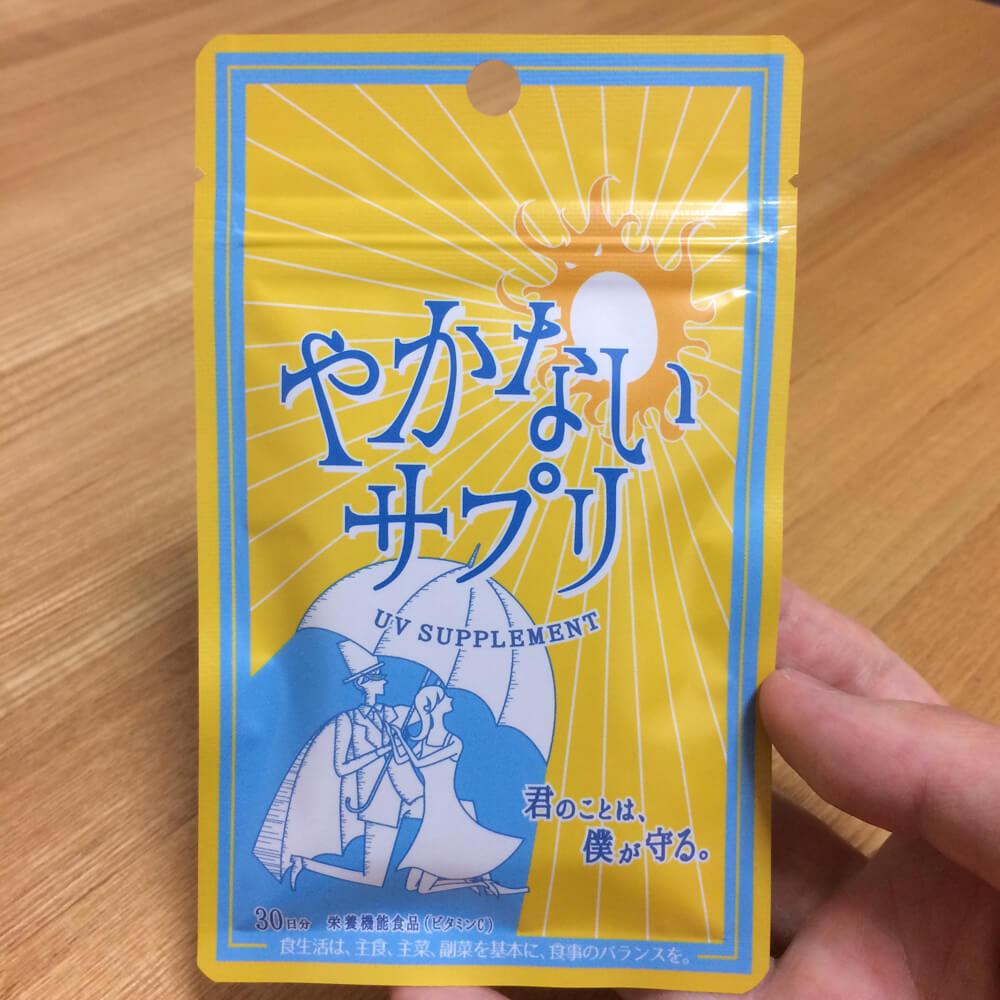 やかない
サプリ
UV SUPPLEMENT
君のことは、
僕が守る。
30日分 栄養機能食品(ビタミンC)
食生活は、主食、主菜、副菜を基本に、食事のバランスを。